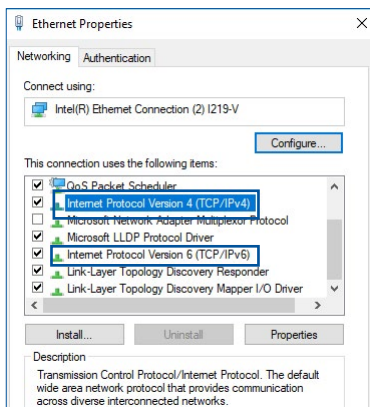 Ethernet Properties
Networking Authentication
Connect using:
Intel(R) Ethernet Connection (2) I219-V
Configure...
This connection uses the following items:
QoS Packet Scheduler
Internet Protocol Version 4 (TCP/IPv4)
Microsoft Network Adapter Multiplexor Protocol
Microsoft LLDP Protocol Driver
Internet Protocol Version 6 (TCP/IPv6)
Link-Layer Topology Discovery Responder
Link-Layer Topology Discovery Mapper I/O Driver
Install... Uninstall Properties
Description
Transmission Control Protocol/Internet Protocol. The default
wide area network protocol that provides communication
across diverse interconnected networks.